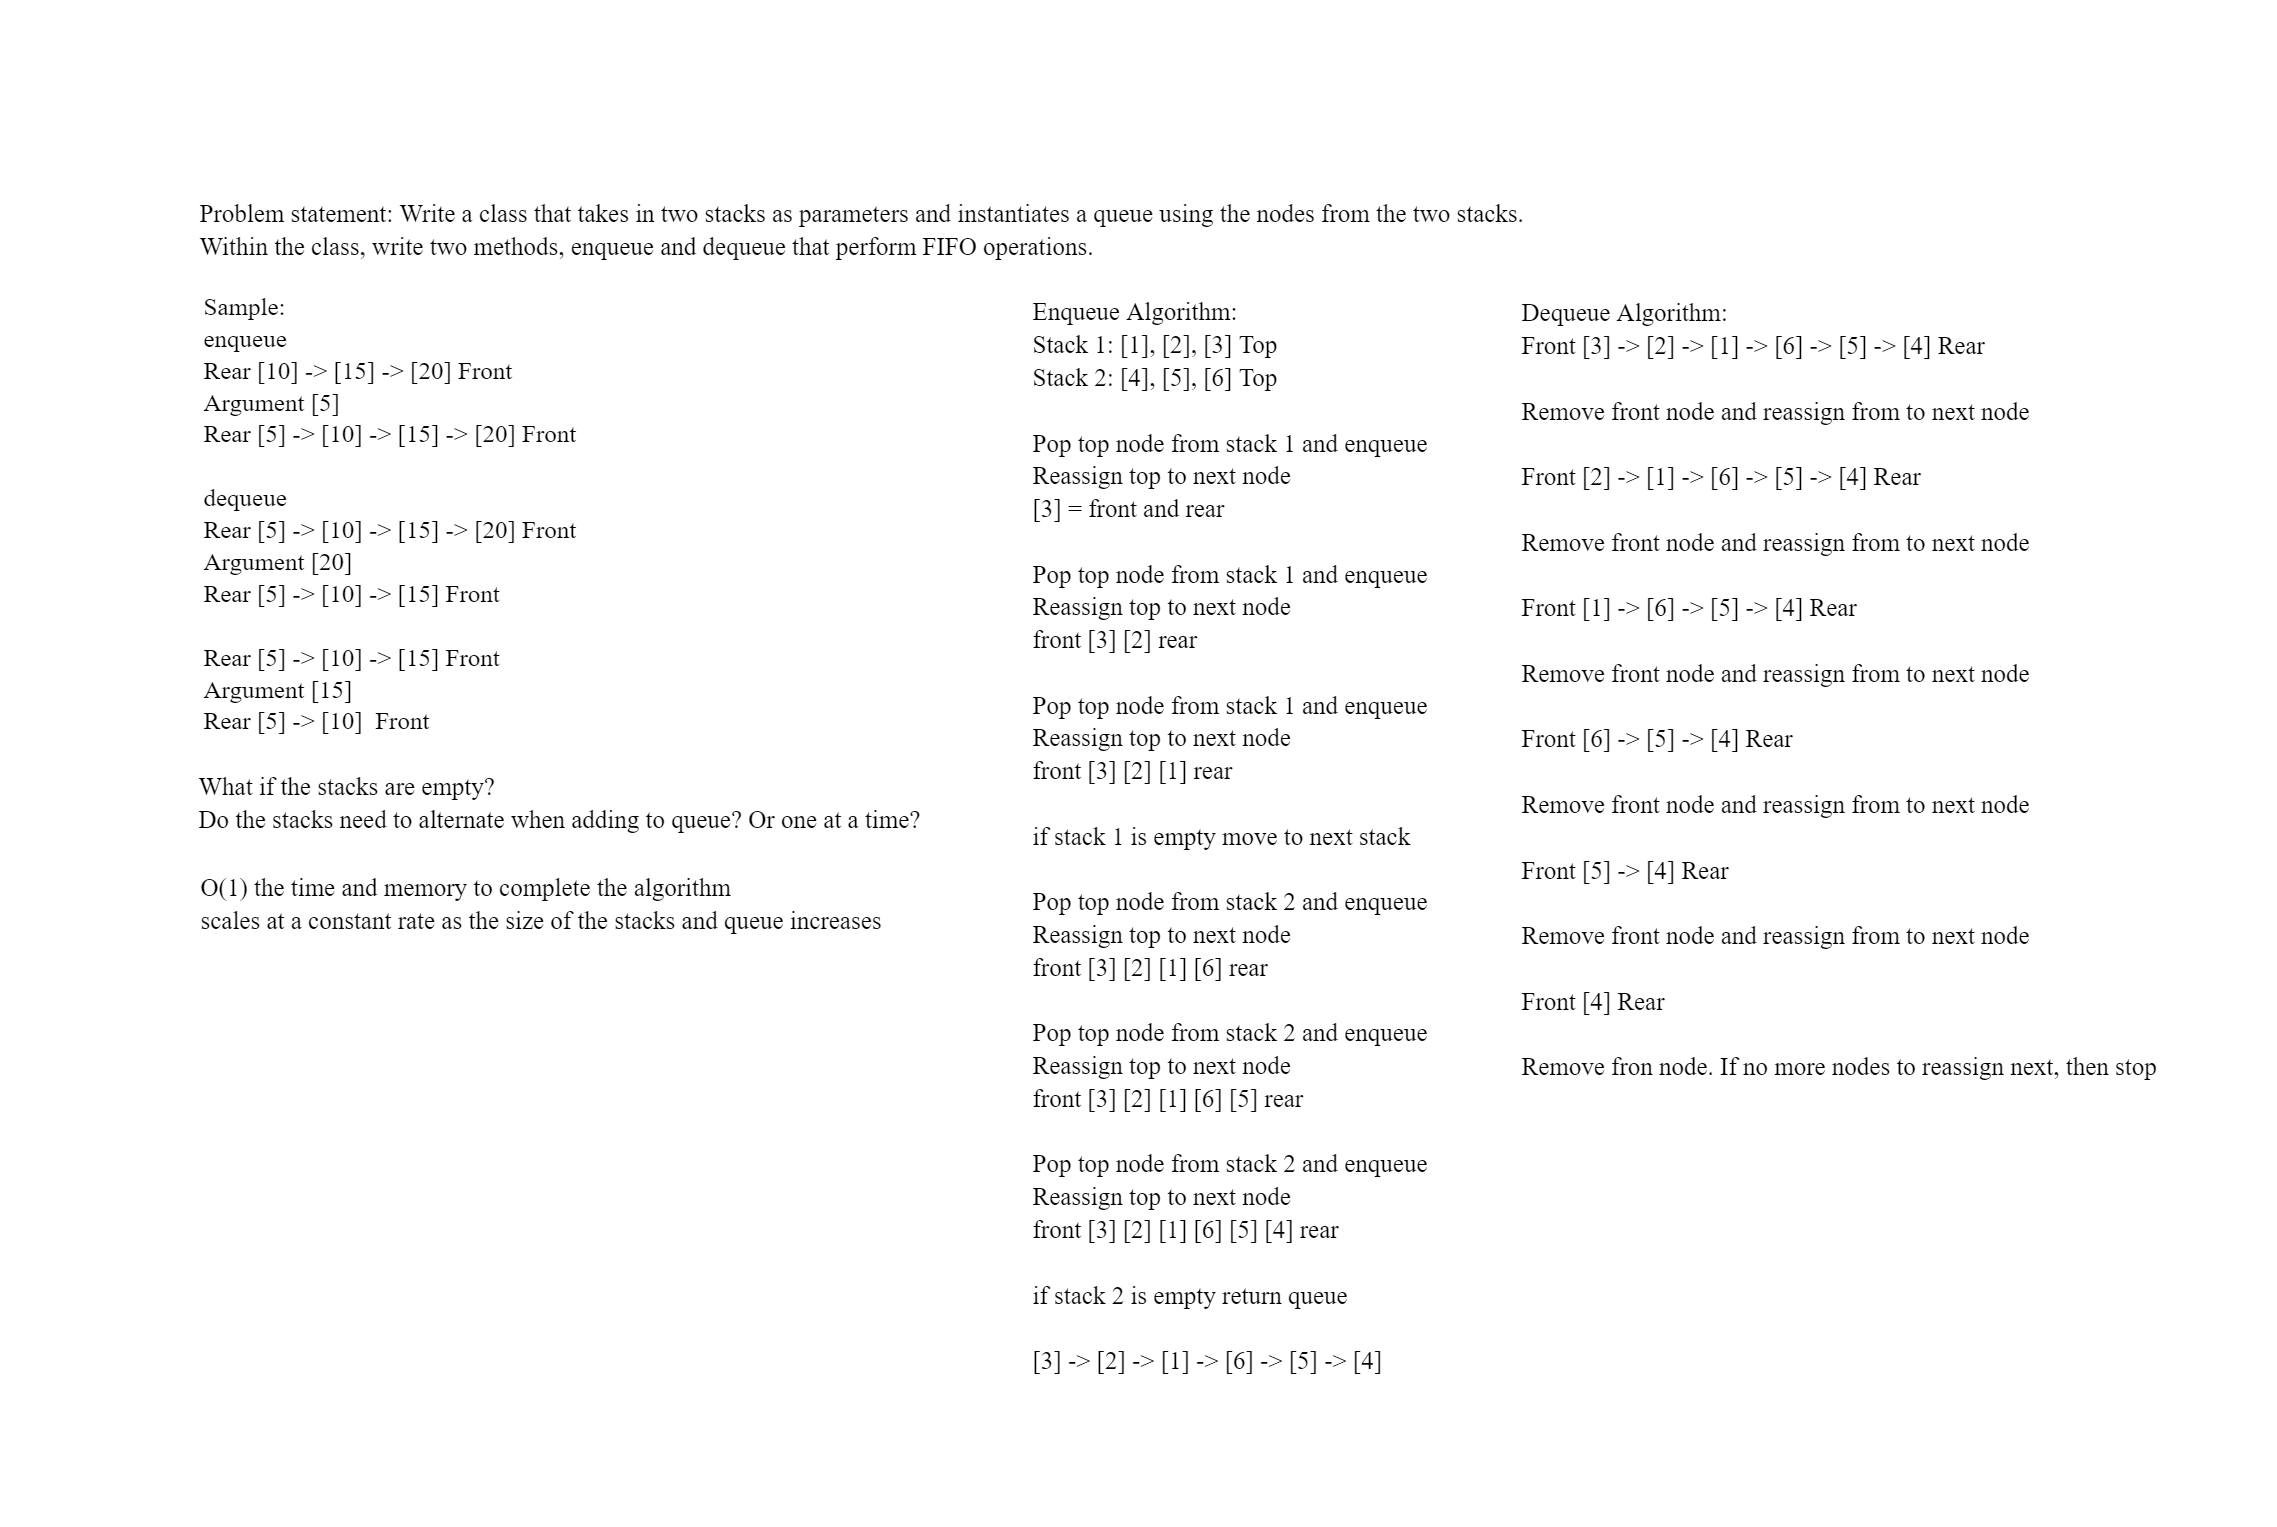 Problem statement: Write a class that takes in two stacks as parameters and instantiates a queue using the nodes from the two stacks.
Within the class, write two methods, enqueue and dequeue that perform FIFO operations.
Sample:
enqueue
Rear [10] -> [15] -> [20] Front
Argument [5]
Rear [5] -> [10] -> [15] -> [20] Front
dequeue
Rear [5] -> [10] -> [15] -> [20] Front
Argument [20]
Rear [5] -> [10] -> [15] Front
Rear [5] -> [10] -> [15] Front
Argument [15]
Rear [5] -> [10]  Front
What if the stacks are empty?
Do the stacks need to alternate when adding to queue? Or one at a time?
O(1) the time and memory to complete the algorithm
scales at a constant rate as the size of the stacks and queue increases
Enqueue Algorithm:
Stack 1: [1], [2], [3] Top
Stack 2: [4], [5], [6] Top
Pop top node from stack 1 and enqueue
Reassign top to next node
[3] = front and rear
Pop top node from stack 1 and enqueue
Reassign top to next node
front [3] [2] rear
Pop top node from stack 1 and enqueue
Reassign top to next node
front [3] [2] [1] rear
if stack 1 is empty move to next stack
Pop top node from stack 2 and enqueue
Reassign top to next node
front [3] [2] [1] [6] rear
Pop top node from stack 2 and enqueue
Reassign top to next node
front [3] [2] [1] [6] [5] rear
Pop top node from stack 2 and enqueue
Reassign top to next node
front [3] [2] [1] [6] [5] [4] rear
if stack 2 is empty return queue
[3] -> [2] -> [1] -> [6] -> [5] -> [4]
Dequeue Algorithm:
Front [3] -> [2] -> [1] -> [6] -> [5] -> [4] Rear
Remove front node and reassign from to next node
Front [2] -> [1] -> [6] -> [5] -> [4] Rear
Remove front node and reassign from to next node
Front [1] -> [6] -> [5] -> [4] Rear
Remove front node and reassign from to next node
Front [6] -> [5] -> [4] Rear
Remove front node and reassign from to next node
Front [5] -> [4] Rear
Remove front node and reassign from to next node
Front [4] Rear
Remove fron node. If no more nodes to reassign next, then stop